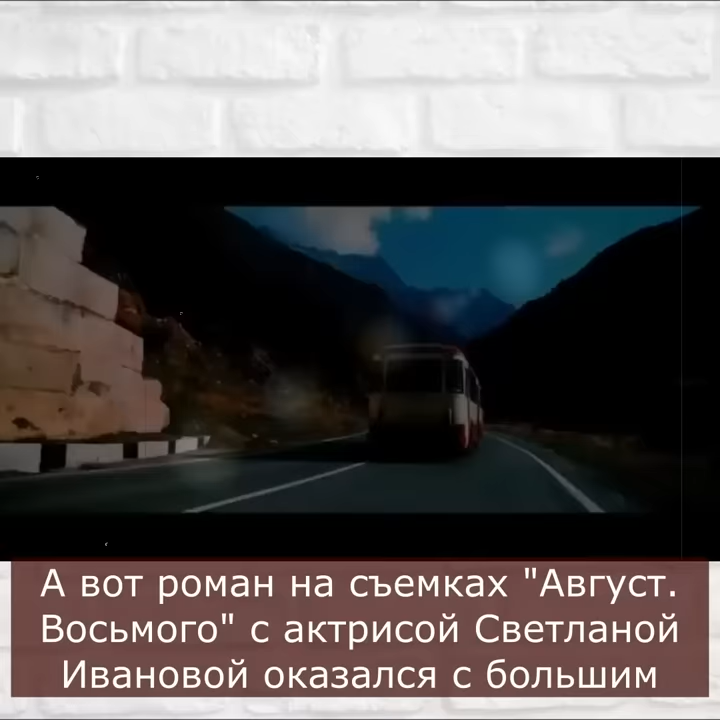 А вот роман на съемках "Август.
Восьмого" с актрисой Светланой
Ивановой оказался с большим